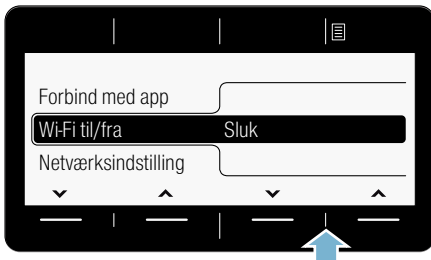 Forbind med app
Wi-Fi til/fra Sluk
Netværksindstilling